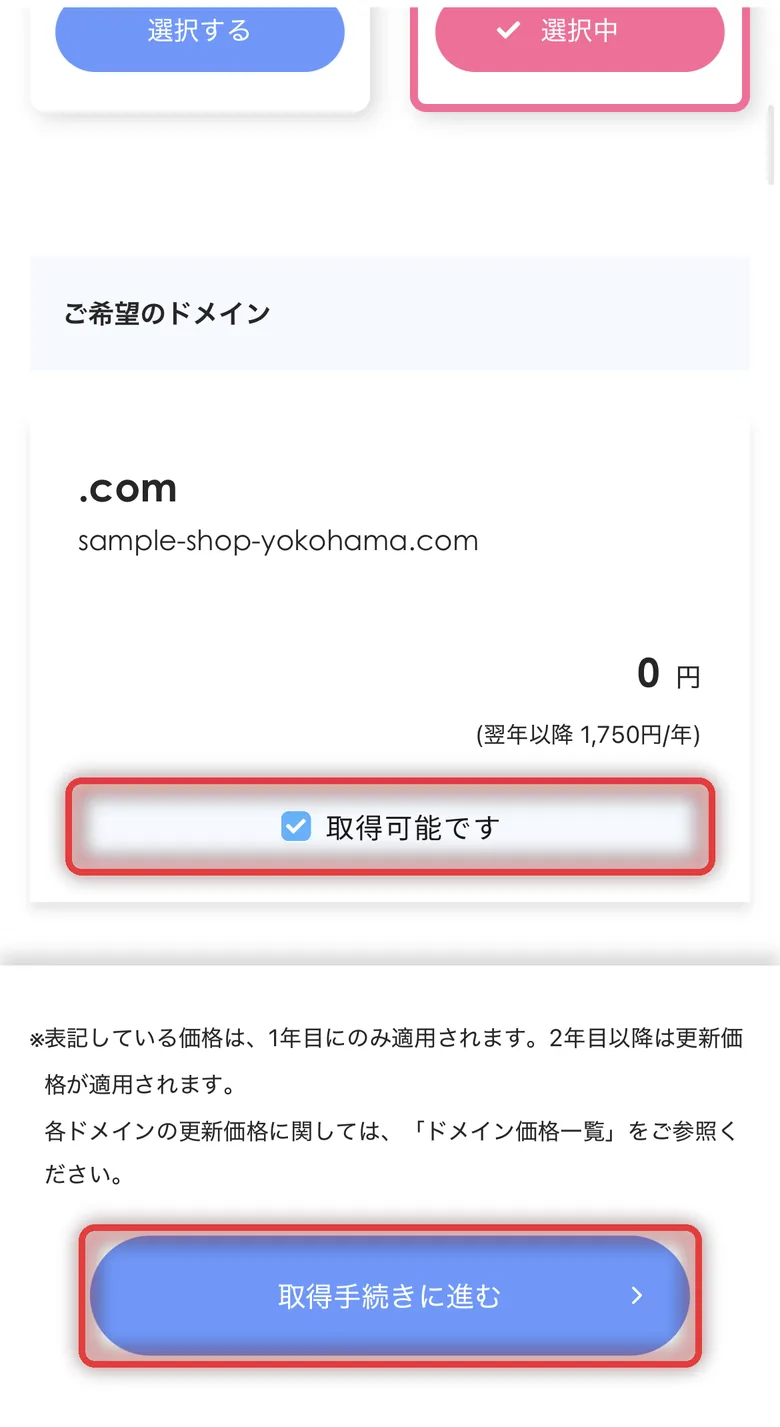 選択する
選択中
ご希望のドメイン
.com
sample-shop-yokohama.com
0 円
(翌年以降 1,750円/年)
取得可能です
※表記している価格は、1年目にのみ適用されます。2年目以降は更新価
格が適用されます。
各ドメインの更新価格に関しては、「ドメイン価格一覧」をご参照く
ださい。
取得手続きに進む